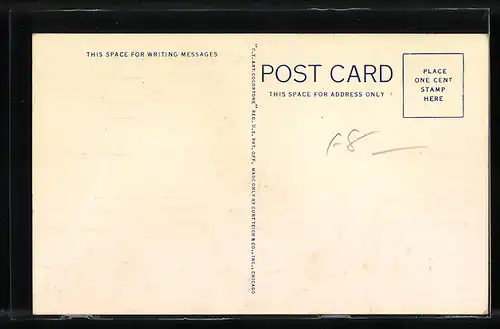 THIS SPACE FOR WRITING MESSAGES
"C.T. ART-COLORTONE" REG. U.S. PAT. OFF. MADE ONLY BY CURT TEICH & CO., INC., CHICAGO
POST CARD
THIS SPACE FOR ADDRESS ONLY
PLACE
ONE CENT
STAMP
HERE